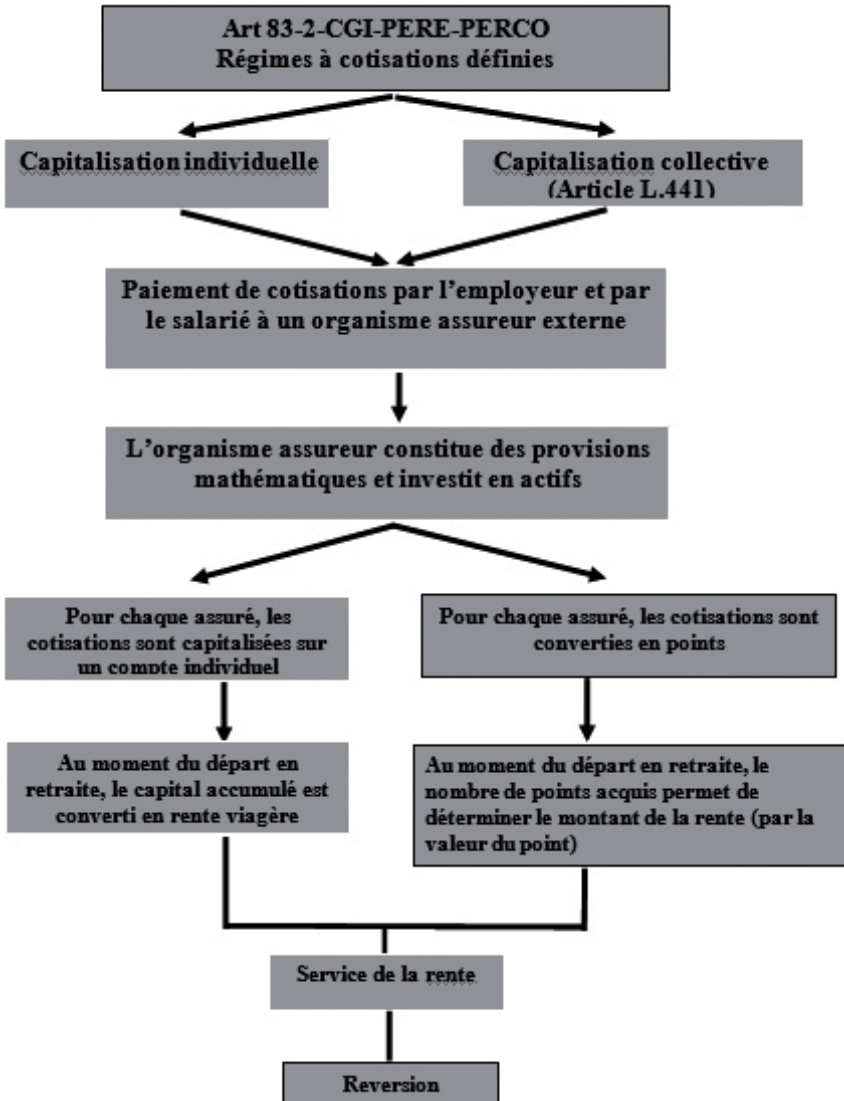 Art 83-2-CGI-PERE-PERCO
Régimes à cotisations définies
Capitalisation individuelle
Capitalisation collective
(Article L.441)
Paiement de cotisations par l'employeur et par
le salarié à un organisme assureur externe
L'organisme assureur constitue des provisions
mathématiques et investit en actifs
Pour chaque assuré, les
cotisations sont capitalisées sur
un compte individuel
Pour chaque assuré, les cotisations sont
converties en points
Au moment du départ en
retraite, le capital accumulé est
converti en rente viagère
Au moment du départ en retraite, le
nombre de points acquis permet de
déterminer le montant de la rente (par la
valeur du point)
Service de la rente
Reversion